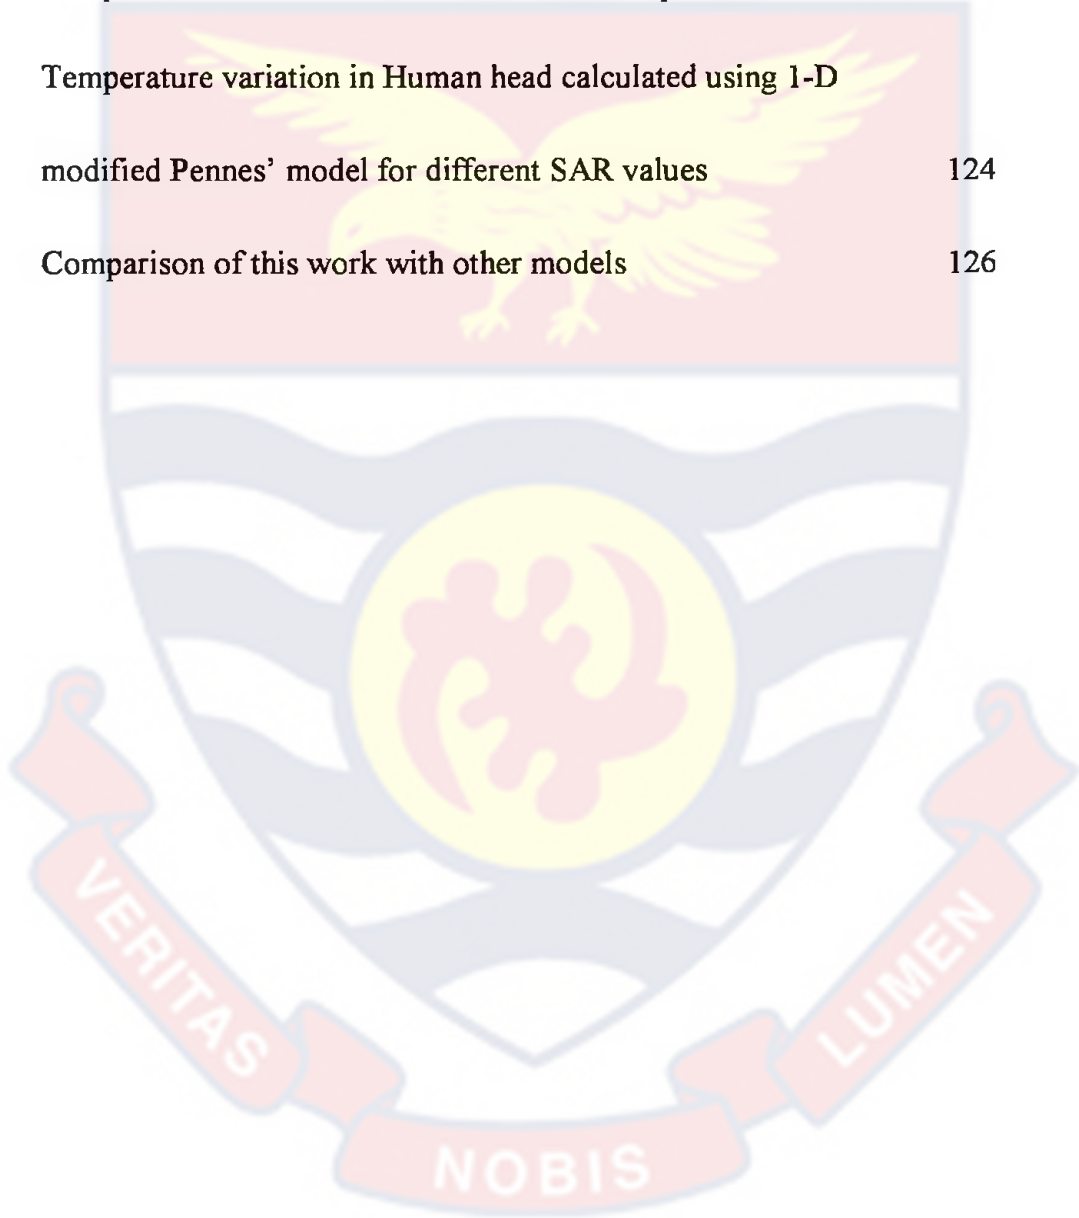 Temperature variation in Human head calculated using 1-D
modified Pennes' model for different SAR values 124
Comparison of this work with other models 126
VERITAS
NOBIS
LUMEN